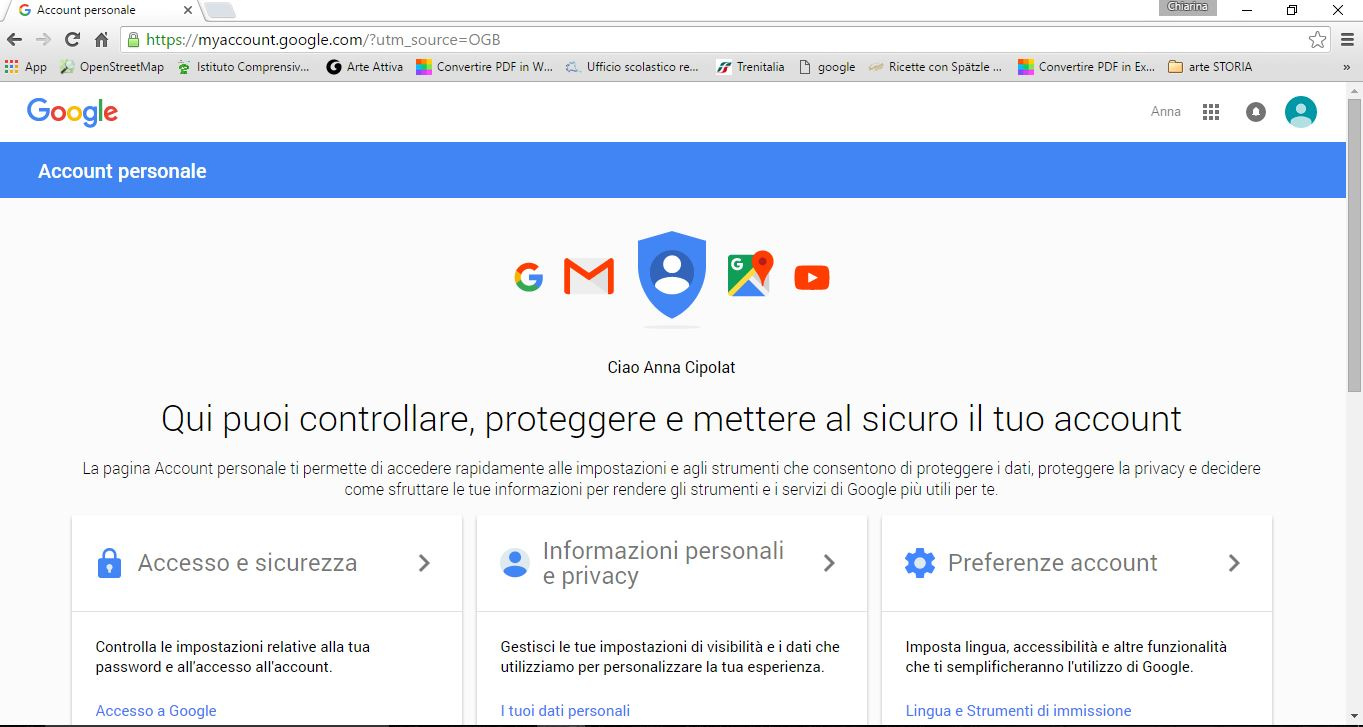 Account personale
Chiarina
https://myaccount.google.com/?utm_source=OGB
App OpenStreetMap Istituto Comprensiv... Arte Attiva Convertire PDF in W... Ufficio scolastico re... Trenitalia google Ricette con Spätzle ... Convertire PDF in Ex... arte STORIA »
Google
Anna
Account personale
G
Ciao Anna Cipolat
Qui puoi controllare, proteggere e mettere al sicuro il tuo account
La pagina Account personale ti permette di accedere rapidamente alle impostazioni e agli strumenti che consentono di proteggere i dati, proteggere la privacy e decidere
come sfruttare le tue informazioni per rendere gli strumenti e i servizi di Google più utili per te.
Accesso e sicurezza
Controlla le impostazioni relative alla tua
password e all'accesso all'account.
Accesso a Google
Informazioni personali
e privacy
Gestisci le tue impostazioni di visibilità e i dati che
utilizziamo per personalizzare la tua esperienza.
I tuoi dati personali
Preferenze account
Imposta lingua, accessibilità e altre funzionalità
che ti semplificheranno l'utilizzo di Google.
Lingua e Strumenti di immissione